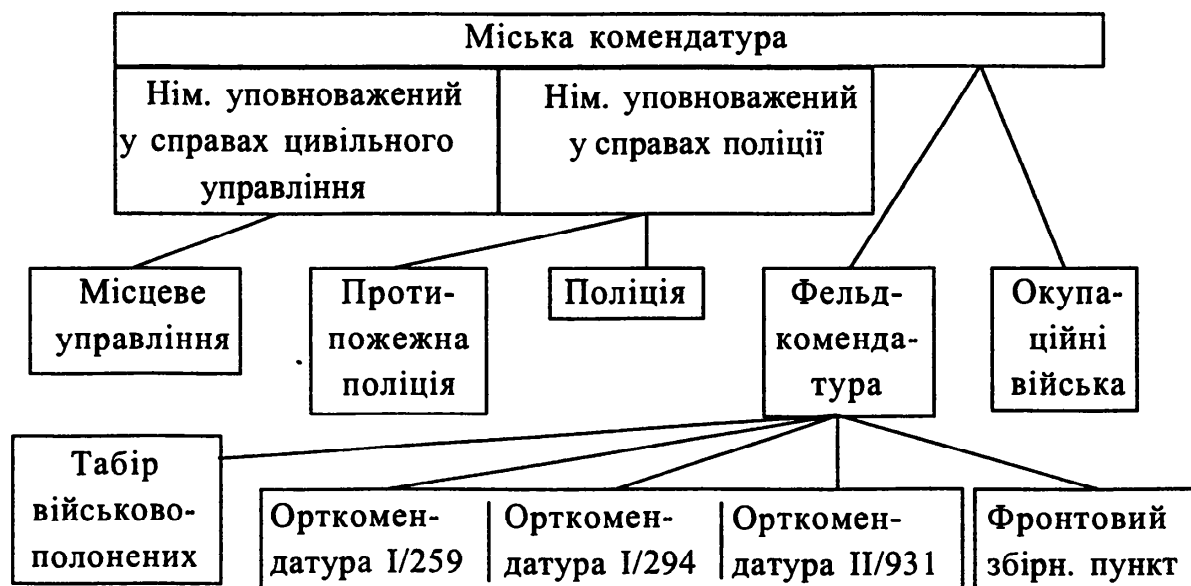 Міська комендатура
Нім. уповноважений
у справах цивільного
управління
Нім. уповноважений
у справах поліції
Місцеве
управління
Проти-
пожежна
поліція
Поліція
Фельд-
коменда-
тура
Окупа-
ційні
війська
Табір
військово-
полонених
Орткомен-
датура I/259
Орткомен-
датура I/294
Орткомен-
датура II/931
Фронтовий
збірн. пункт